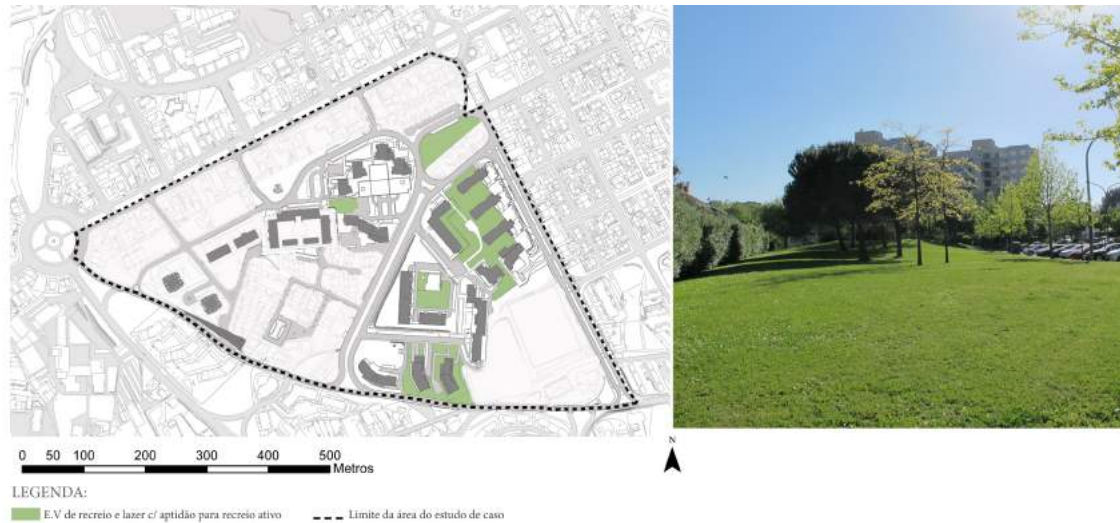 N
0 50 100 200 300 400 500
Metros
LEGENDA:
E.V de recreio e lazer c/ aptidão para recreio ativo Limite da área do estudo de caso